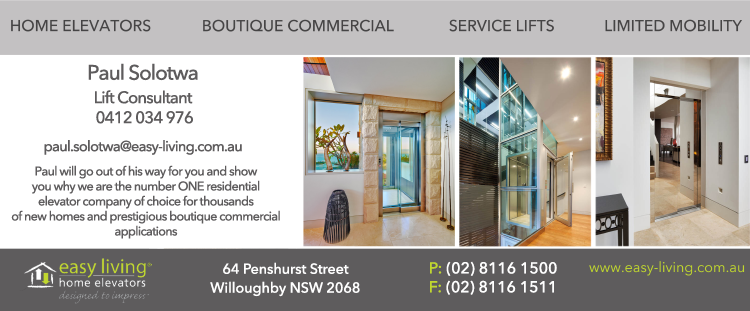 HOME ELEVATORS BOUTIQUE COMMERCIAL SERVICE LIFTS LIMITED MOBILITY
Paul Solotwa
Lift Consultant
0412 034 976
paul.solotwa@easy-living.com.au
Paul will go out of his way for you and show
you why we are the number ONE residential
elevator company of choice for thousands
of new homes and prestigious boutique commercial
applications
easy living
home elevators
designed to impress
64 Penshurst Street
Willoughby NSW 2068
P: (02) 8116 1500
F: (02) 8116 1511
www.easy-living.com.au